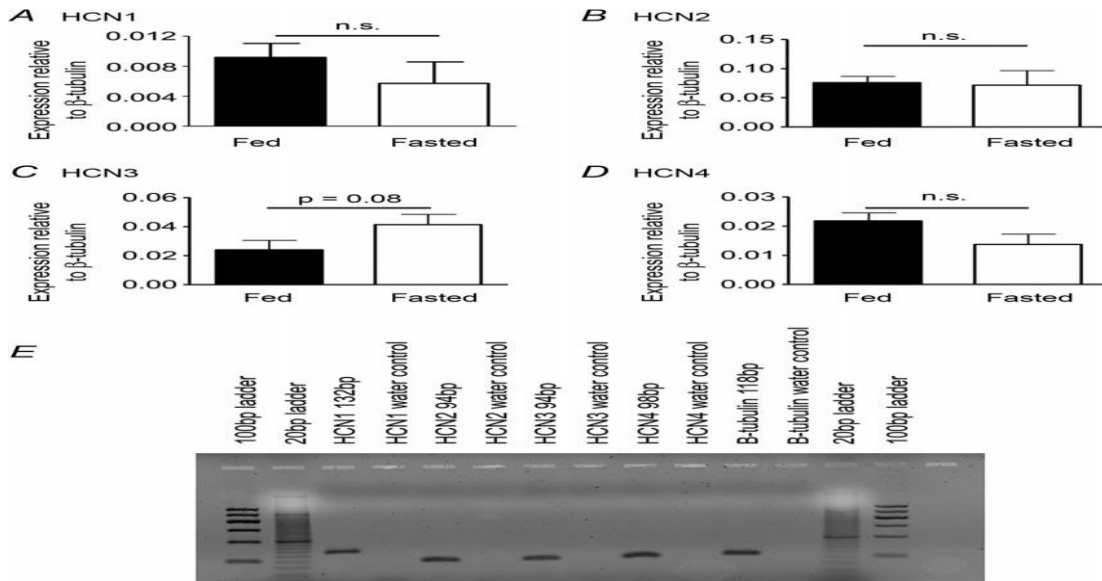 A HCN1
n.s.
Expression relative
to β-tubulin
0.012
0.008
0.004
0.000
Fed Fasted
B HCN2
n.s.
Expression relative
to β-tubulin
0.15
0.10
0.05
0.00
Fed Fasted
C HCN3
p = 0.08
Expression relative
to β-tubulin
0.06
0.04
0.02
0.00
Fed Fasted
D HCN4
n.s.
Expression relative
to β-tubulin
0.03
0.02
0.01
0.00
Fed Fasted
E
100bp ladder
20bp ladder
HCN1 132bp
HCN1 water control
HCN2 94bp
HCN2 water control
HCN3 94bp
HCN3 water control
HCN4 98bp
HCN4 water control
B-tubulin 118bp
B-tubulin water control
20bp ladder
100bp ladder